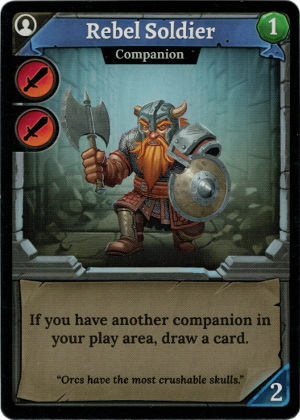 Rebel Soldier
1
Companion
If you have another companion in
your play area, draw a card.
"Orcs have the most crushable skulls."
2